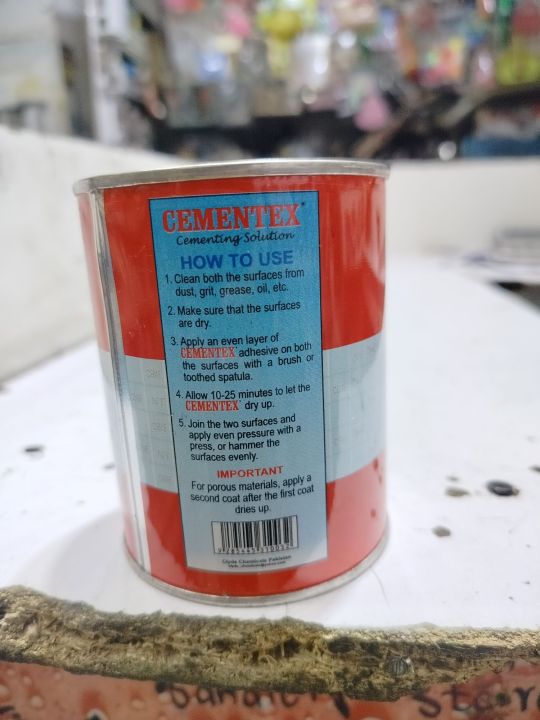 CEMENTEX
Cementing Solution
HOW TO USE
1. Clean both the surfaces from
dust, grit, grease, oil, etc.
2. Make sure that the surfaces
are dry.
3. Apply an even layer of
CEMENTEX adhesive on both
the surfaces with a brush or
toothed spatula.
4. Allow 10-25 minutes to let the
CEMENTEX dry up.
5. Join the two surfaces and
apply even pressure with a
press, or hammer the
surfaces evenly.
IMPORTANT
For porous materials, apply a
second coat after the first coat
dries up.
Clyde Chemicals Pakistan